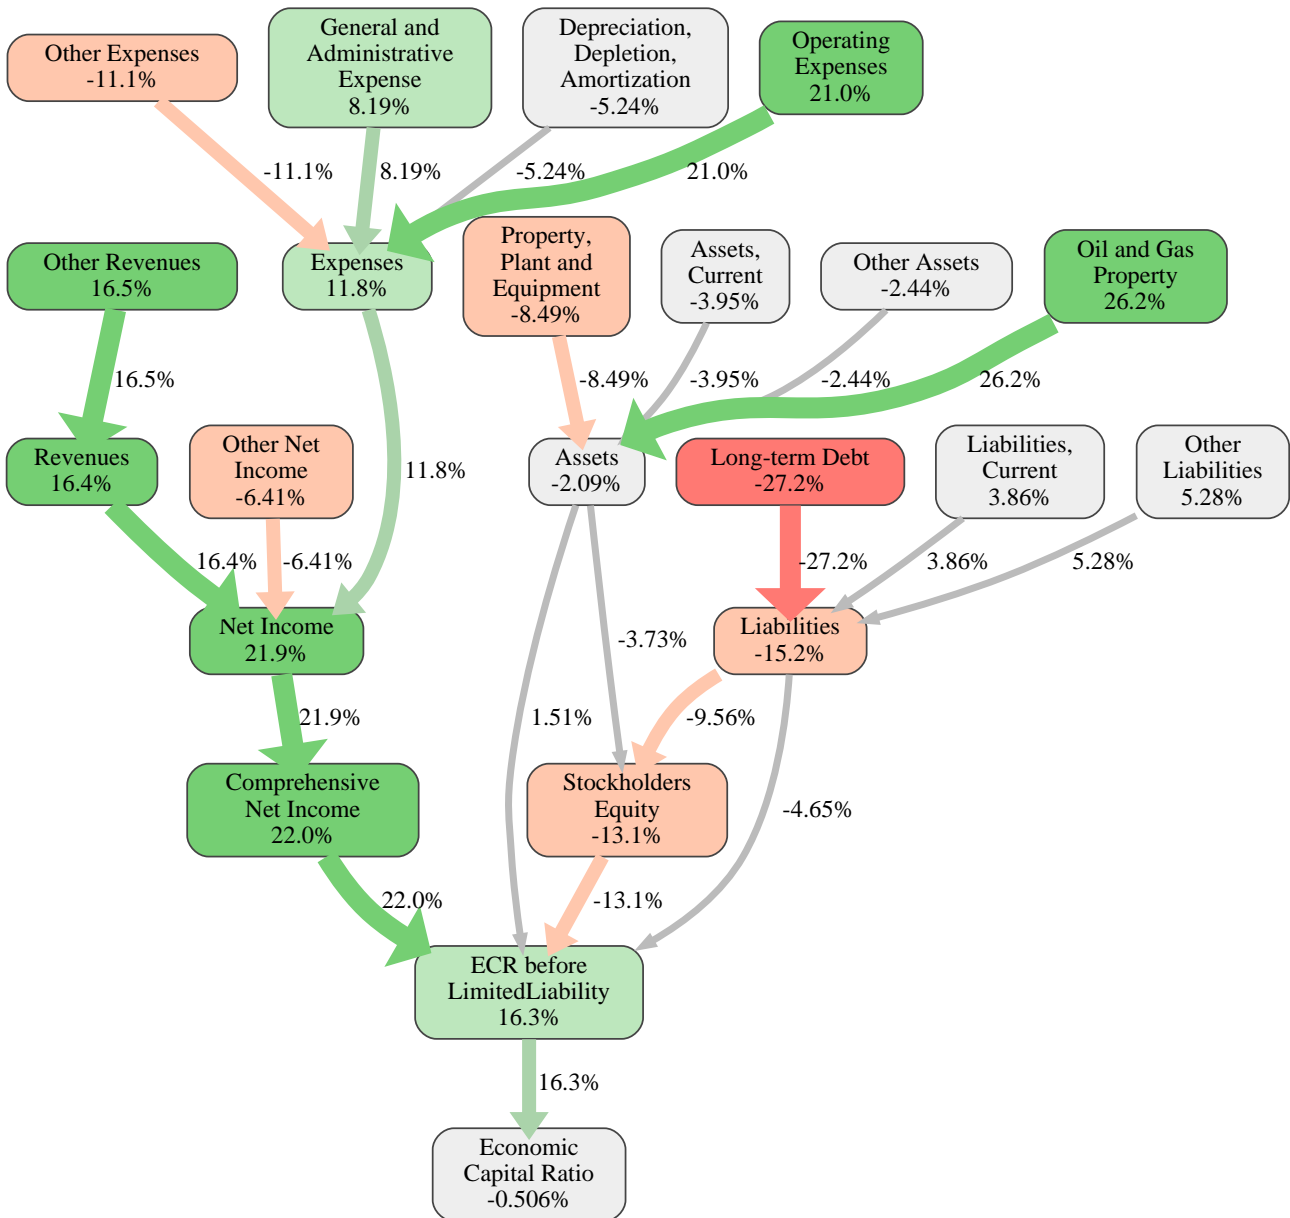 Other Expenses
-11.1%
General and
Administrative
Expense
8.19%
Depreciation,
Depletion,
Amortization
-5.24%
Operating
Expenses
21.0%
-11.1%
8.19%
-5.24%
21.0%
Other Revenues
16.5%
Expenses
11.8%
Property,
Plant and
Equipment
-8.49%
Assets,
Current
-3.95%
Other Assets
-2.44%
Oil and Gas
Property
26.2%
16.5%
-8.49%
-3.95%
-2.44%
26.2%
Revenues
16.4%
Other Net
Income
-6.41%
11.8%
Assets
-2.09%
Long-term Debt
-27.2%
Liabilities,
Current
3.86%
Other
Liabilities
5.28%
16.4%
-6.41%
-27.2%
3.86%
5.28%
Net Income
21.9%
-3.73%
Liabilities
-15.2%
21.9%
1.51%
-9.56%
Comprehensive
Net Income
22.0%
Stockholders
Equity
-13.1%
-4.65%
22.0%
-13.1%
ECR before
LimitedLiability
16.3%
16.3%
Economic
Capital Ratio
-0.506%